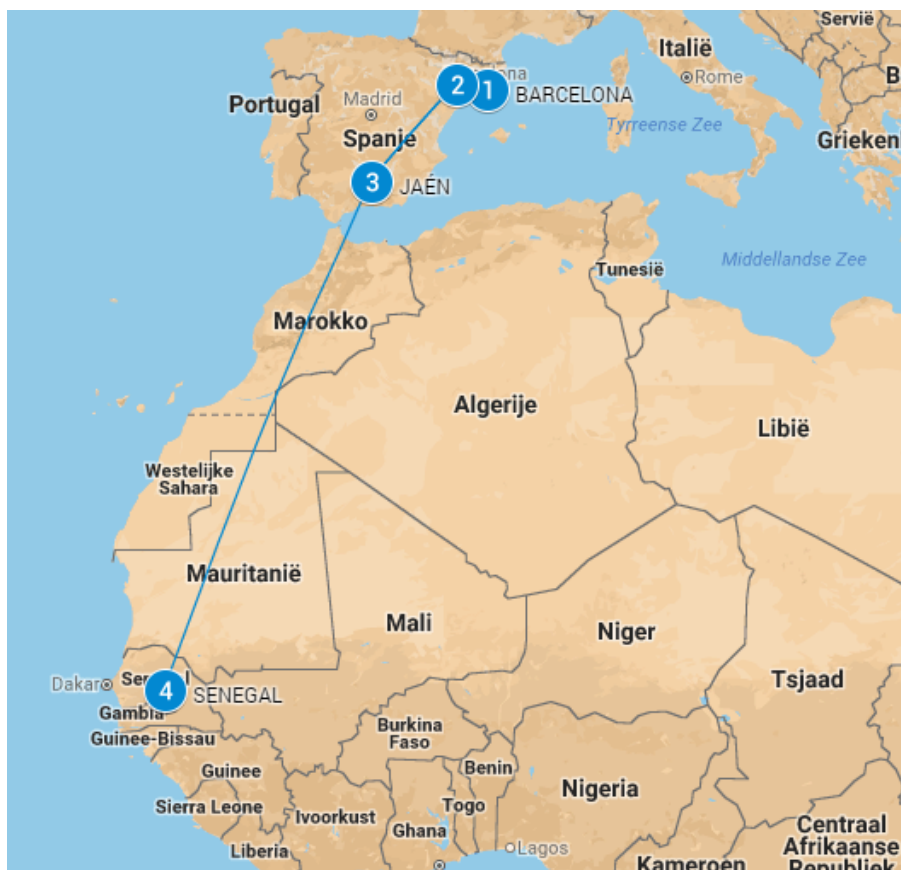 Servië
Italië
Rome
B
2
1
BARCELONA
Portugal
Madrid
Spanje
Tyrreense Zee
Grieken
3
JAÉN
Middellandse Zee
Tunesië
Marokko
Algerije
Libië
Westelijke
Sahara
Mauritanië
Mali
Niger
Tsjaad
Dakar
4
SENEGAL
Gambia
Guinee-Bissau
Burkina
Faso
Guinee
Benin
Nigeria
Sierra Leone
Ivoorkust
Togo
Ghana
Centraal
Afrikaanse
Republiek
Liberia
Lagos
Kameroen